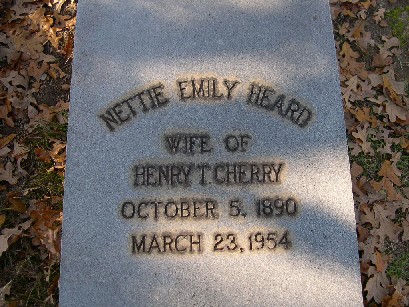 NETTIE EMILY HEARD
WIFE OF
HENRY T. CHERRY
OCTOBER 5, 1890
MARCH 23, 1954